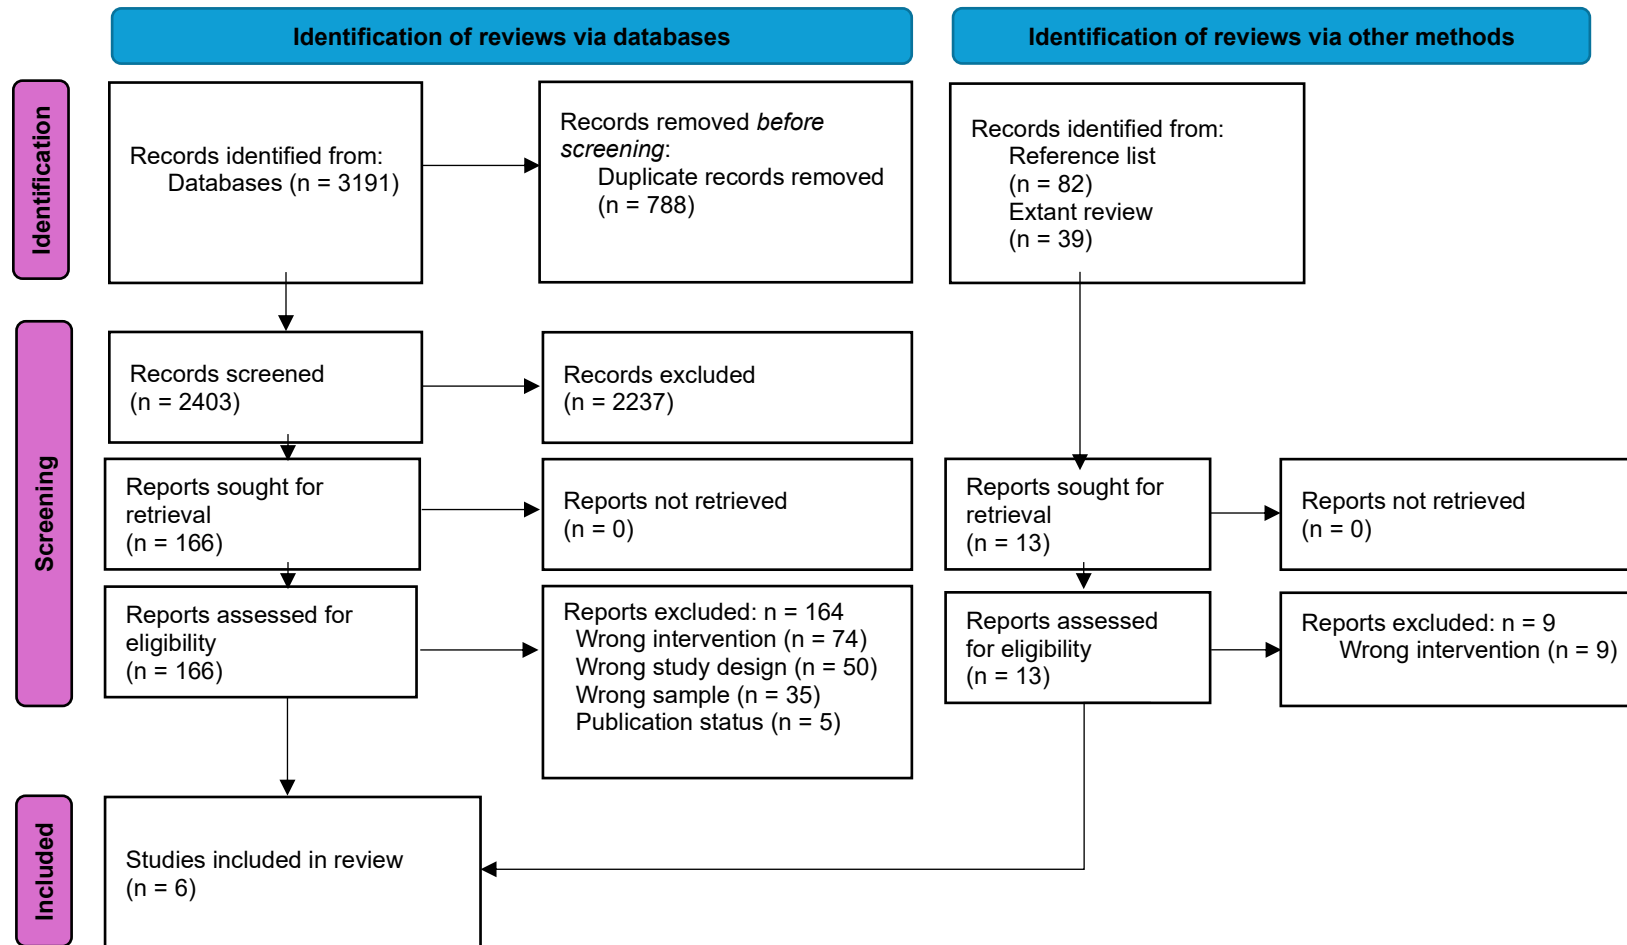 Identification of reviews via databases
Identification of reviews via other methods
Identification
Records identified from:
Databases (n = 3191)
Records removed before
screening:
Duplicate records removed
(n = 788)
Records identified from:
Reference list
(n = 82)
Extant review
(n = 39)
Screening
Records screened
(n = 2403)
Records excluded
(n = 2237)
Reports sought for
retrieval
(n = 166)
Reports not retrieved
(n = 0)
Reports sought for
retrieval
(n = 13)
Reports not retrieved
(n = 0)
Reports assessed for
eligibility
(n = 166)
Reports excluded: n = 164
Wrong intervention (n = 74)
Wrong study design (n = 50)
Wrong sample (n = 35)
Publication status (n = 5)
Reports assessed
for eligibility
(n = 13)
Reports excluded: n = 9
Wrong intervention (n = 9)
Included
Studies included in review
(n = 6)